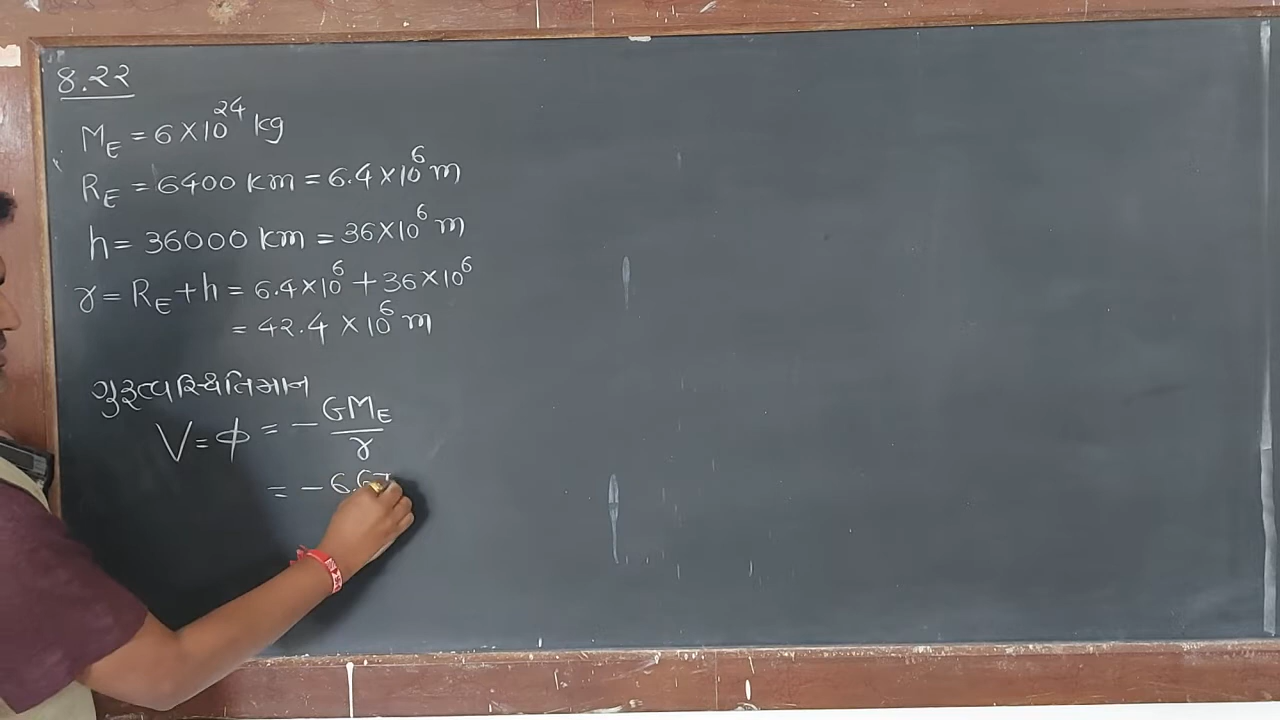 8.૨૨
M_E = 6 × 10^24 kg
R_E = 6400 km = 6.4 × 10^6 m
h = 36000 km = 36 × 10^6 m
r = R_E + h = 6.4 × 10^6 + 36 × 10^6
= 42.4 × 10^6 m
ગુરુત્વસ્થિતિમાન
V = ϕ = - GM_E / r
= - 6.67